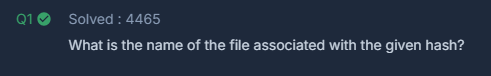 Q1 Solved : 4465
What is the name of the file associated with the given hash?